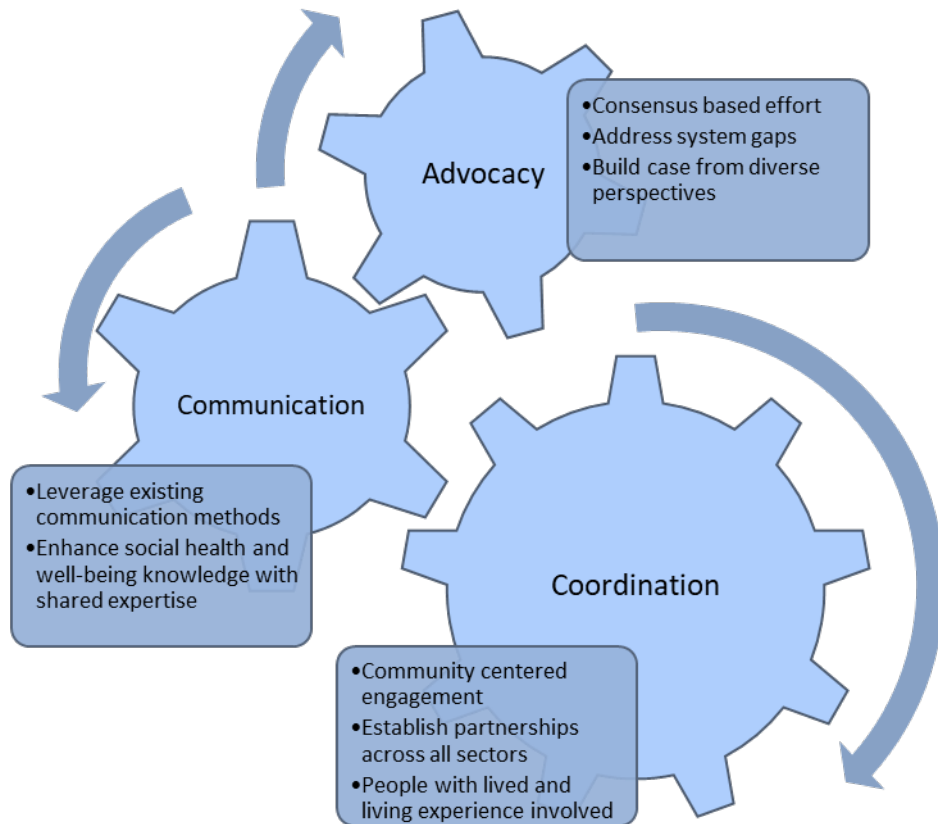 Advocacy
•Consensus based effort
•Address system gaps
•Build case from diverse
perspectives
Communication
•Leverage existing
communication methods
•Enhance social health and
well-being knowledge with
shared expertise
Coordination
•Community centered
engagement
•Establish partnerships
across all sectors
•People with lived and
living experience involved